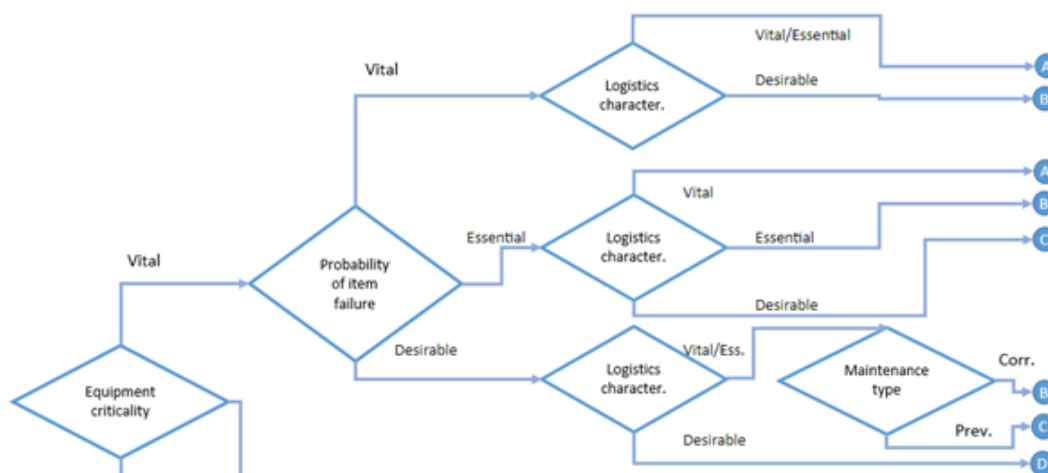 Vital/Essential
A
Vital
Logistics
character.
Desirable
B
A
Vital
B
Essential
Logistics
character.
Essential
C
Probability
of item
failure
Vital
Desirable
Desirable
Vital/Ess.
Logistics
character.
Maintenance
type
Corr.
B
Equipment
criticality
Prev.
C
Desirable
D